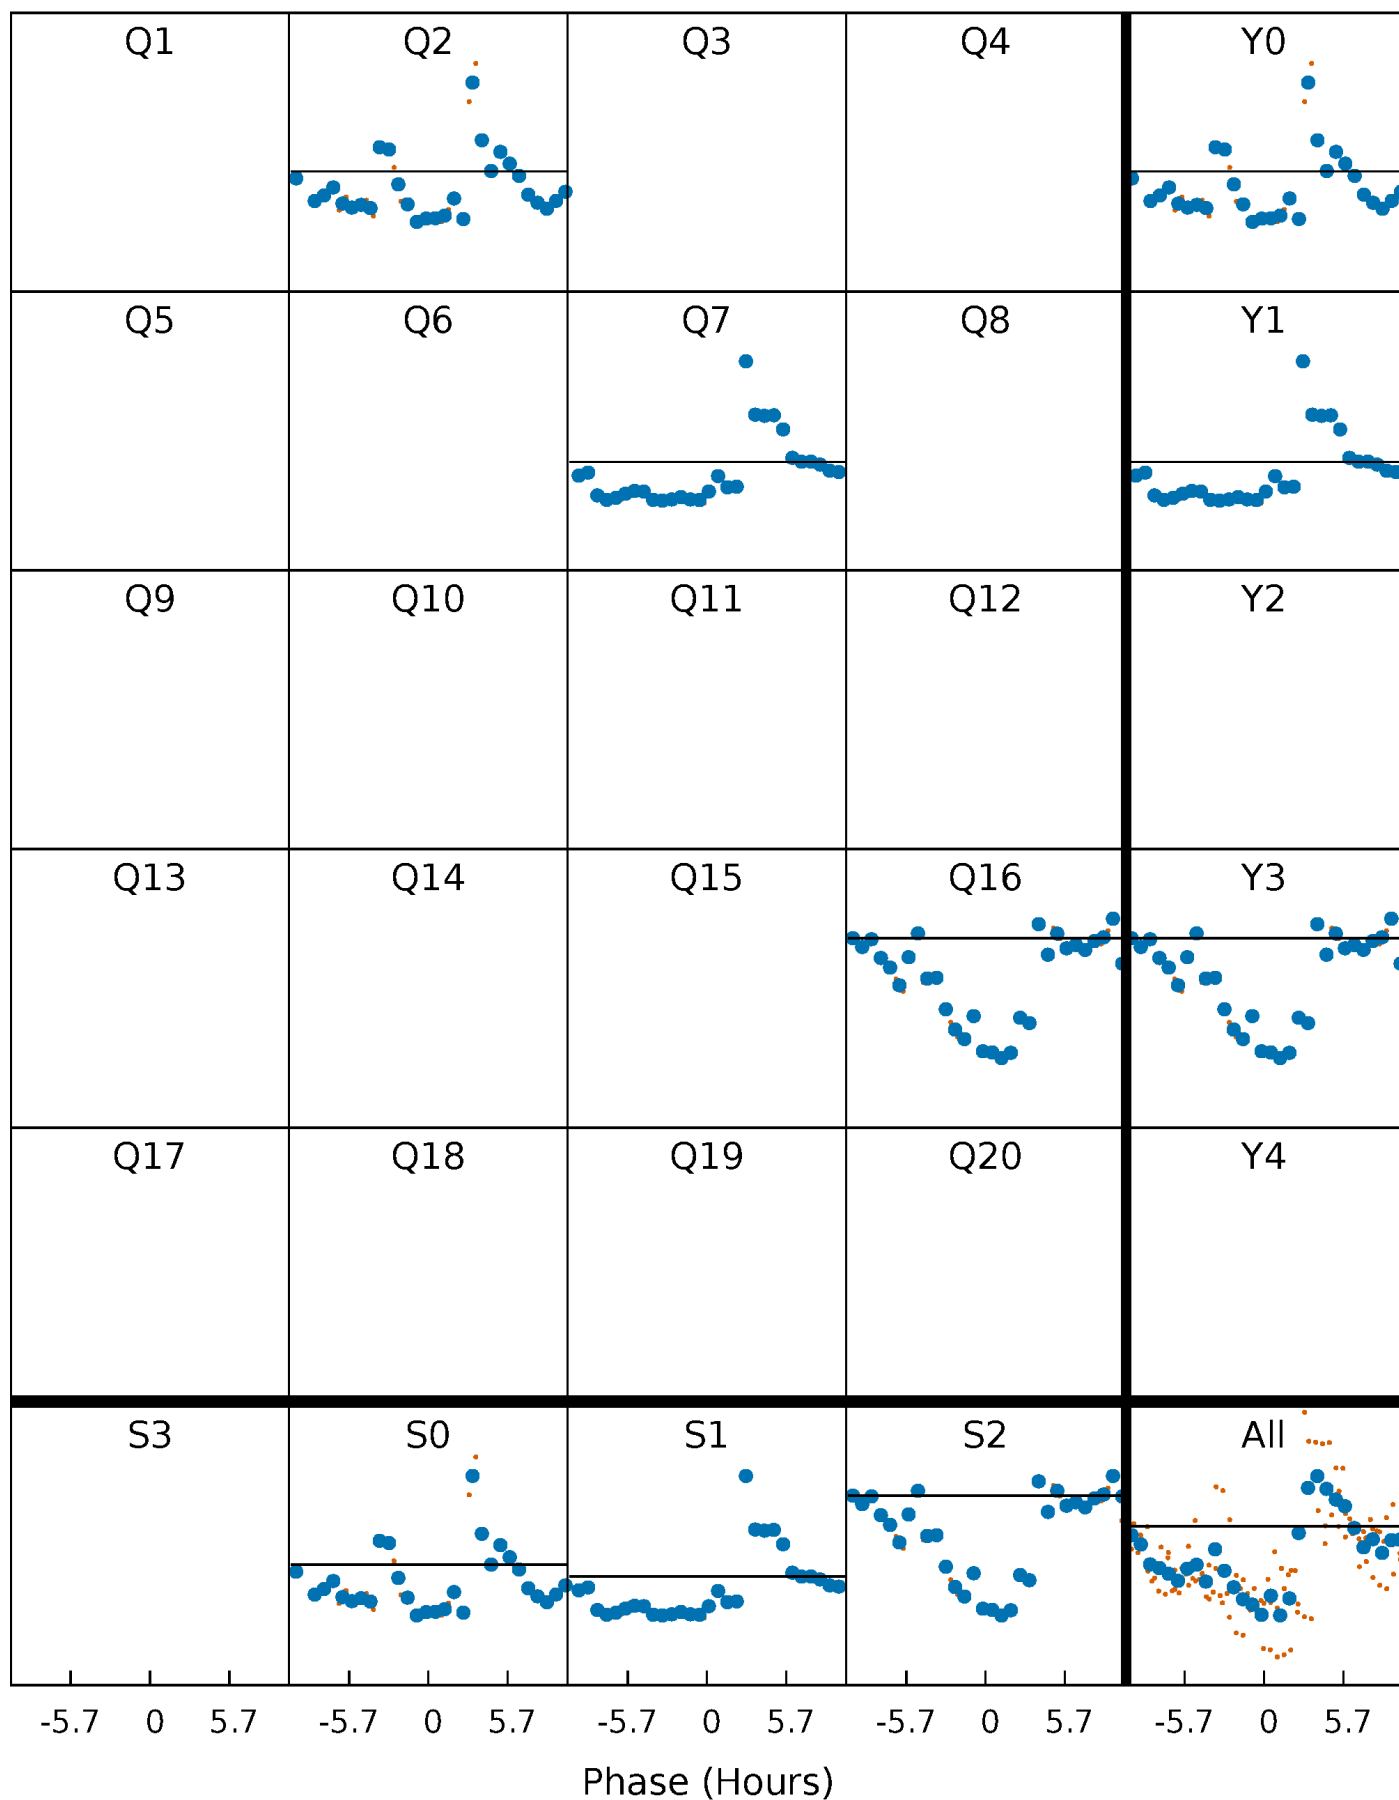 Q1 Q2 Q3 Q4 Y0
Q5 Q6 Q7 Q8 Y1
Q9 Q10 Q11 Q12 Y2
Q13 Q14 Q15 Q16 Y3
Q17 Q18 Q19 Q20 Y4
S3 S0 S1 S2 All
-5.7 0 5.7 -5.7 0 5.7 -5.7 0 5.7 -5.7 0 5.7 -5.7 0 5.7
Phase (Hours)